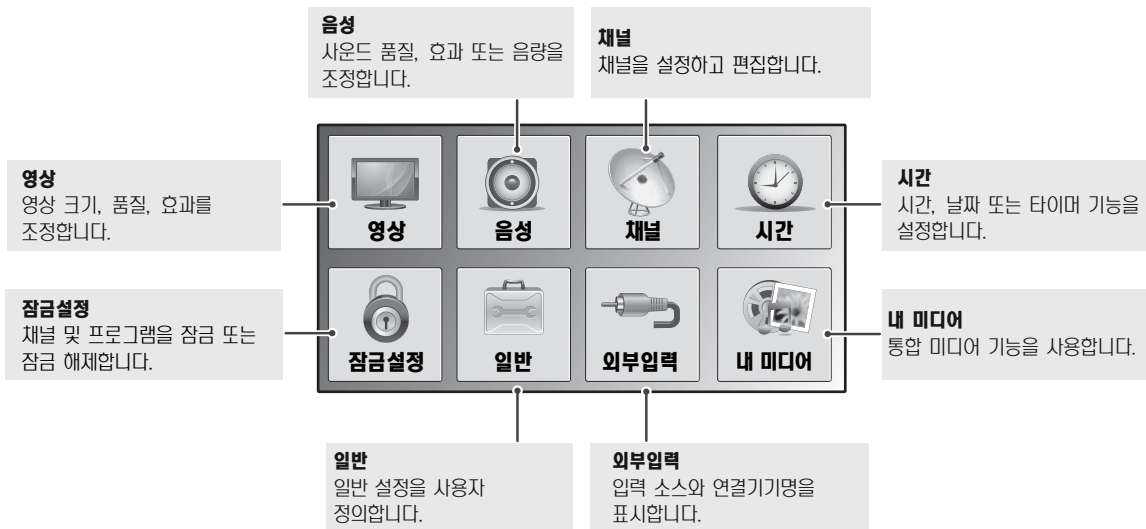 음성
사운드 품질, 효과 또는 음량을
조정합니다.
채널
채널을 설정하고 편집합니다.
영상
영상 크기, 품질, 효과를
조정합니다.
시간
시간, 날짜 또는 타이머 기능을
설정합니다.
영상
음성
채널
시간
잠금설정
채널 및 프로그램을 잠금 또는
잠금 해제합니다.
내 미디어
통합 미디어 기능을 사용합니다.
잠금설정
일반
외부입력
내 미디어
일반
일반 설정을 사용자
정의합니다.
외부입력
입력 소스와 연결기기명을
표시합니다.